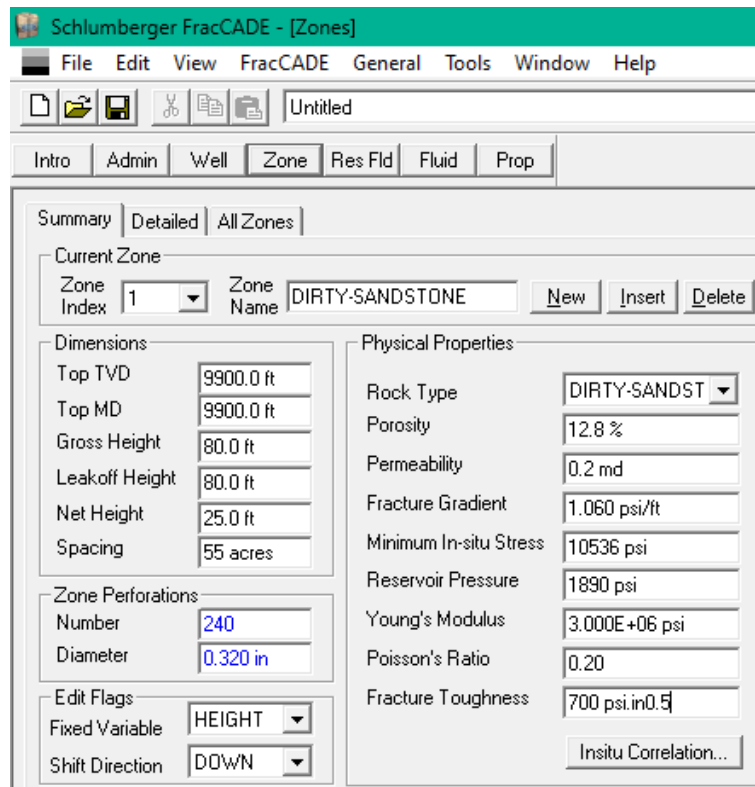 Schlumberger FracCADE - [Zones]
File Edit View FracCADE General Tools Window Help
Untitled
Intro Admin Well Zone Res Fld Fluid Prop
Summary Detailed All Zones
Current Zone
Zone Index 1 Zone Name DIRTY-SANDSTONE New Insert Delete
Dimensions
Top TVD 9900.0 ft
Top MD 9900.0 ft
Gross Height 80.0 ft
Leakoff Height 80.0 ft
Net Height 25.0 ft
Spacing 55 acres
Zone Perforations
Number 240
Diameter 0.320 in
Edit Flags
Fixed Variable HEIGHT
Shift Direction DOWN
Physical Properties
Rock Type DIRTY-SANDST
Porosity 12.8 %
Permeability 0.2 md
Fracture Gradient 1.060 psi/ft
Minimum In-situ Stress 10536 psi
Reservoir Pressure 1890 psi
Young's Modulus 3.000E+06 psi
Poisson's Ratio 0.20
Fracture Toughness 700 psi.in0.5
Insitu Correlation...